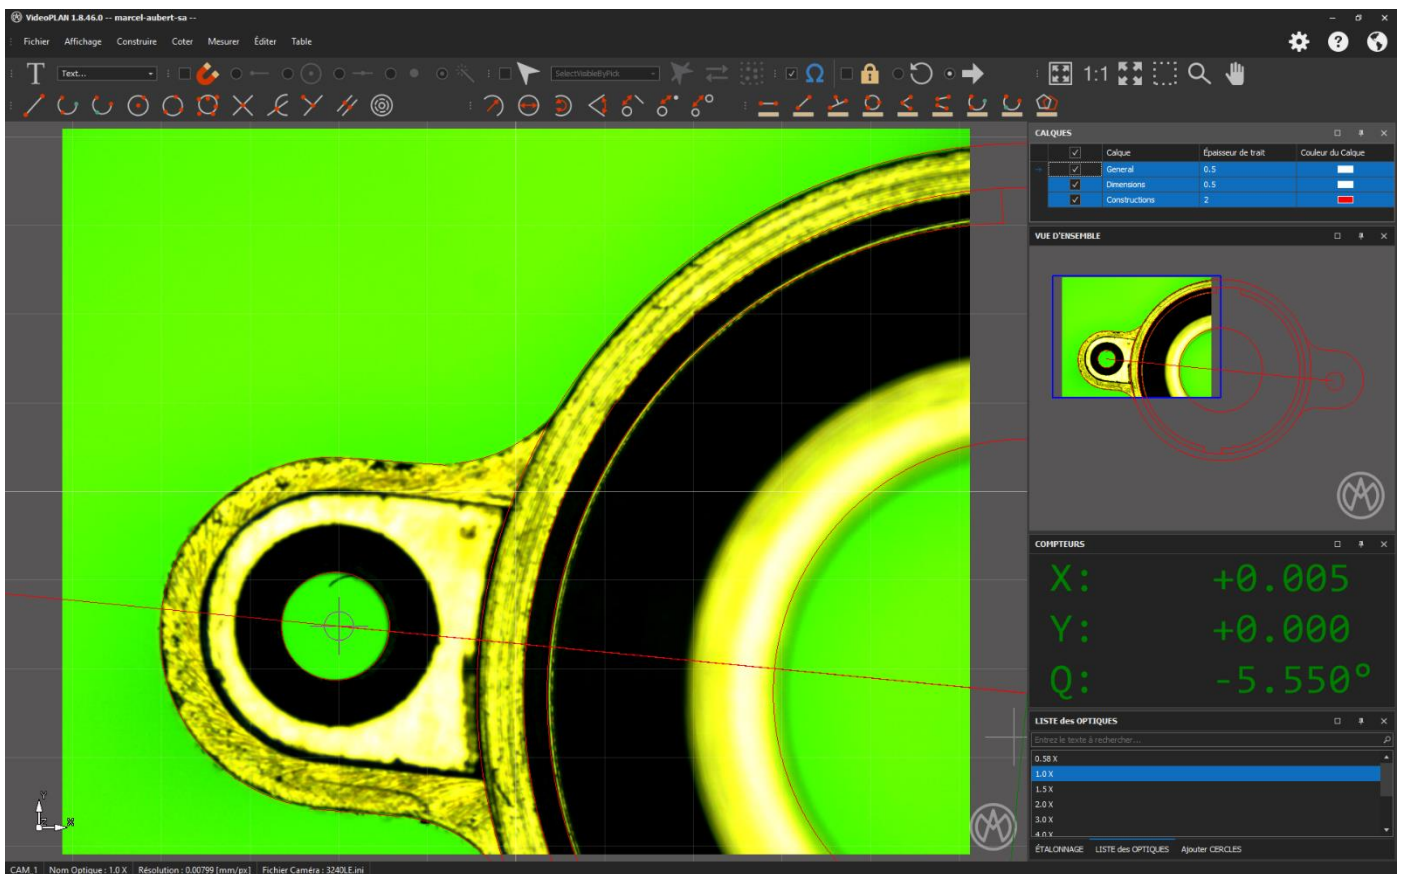 VideoPLAN 1.8.46.0 -- marcel-aubert-sa --
Fichier Affichage Construire Coter Mesurer Éditer Table
T Text... SelectVisibleByPick Ω 1:1
CALQUES
Calque Épaisseur de trait Couleur du Calque
General 0.5
Dimensions 0.5
Constructions 2
VUE D'ENSEMBLE
COMPTEURS
X: +0.005
Y: +0.000
Q: -5.550°
LISTE des OPTIQUES
Entrez le texte à rechercher...
0.58 X
1.0 X
1.5 X
2.0 X
3.0 X
4.0 X
ÉTALONNAGE LISTE des OPTIQUES Ajouter CERCLES
Y
Z X
CAM_1 Nom Optique : 1.0 X Résolution : 0.00799 [mm/px] Fichier Caméra : 3240LE.ini